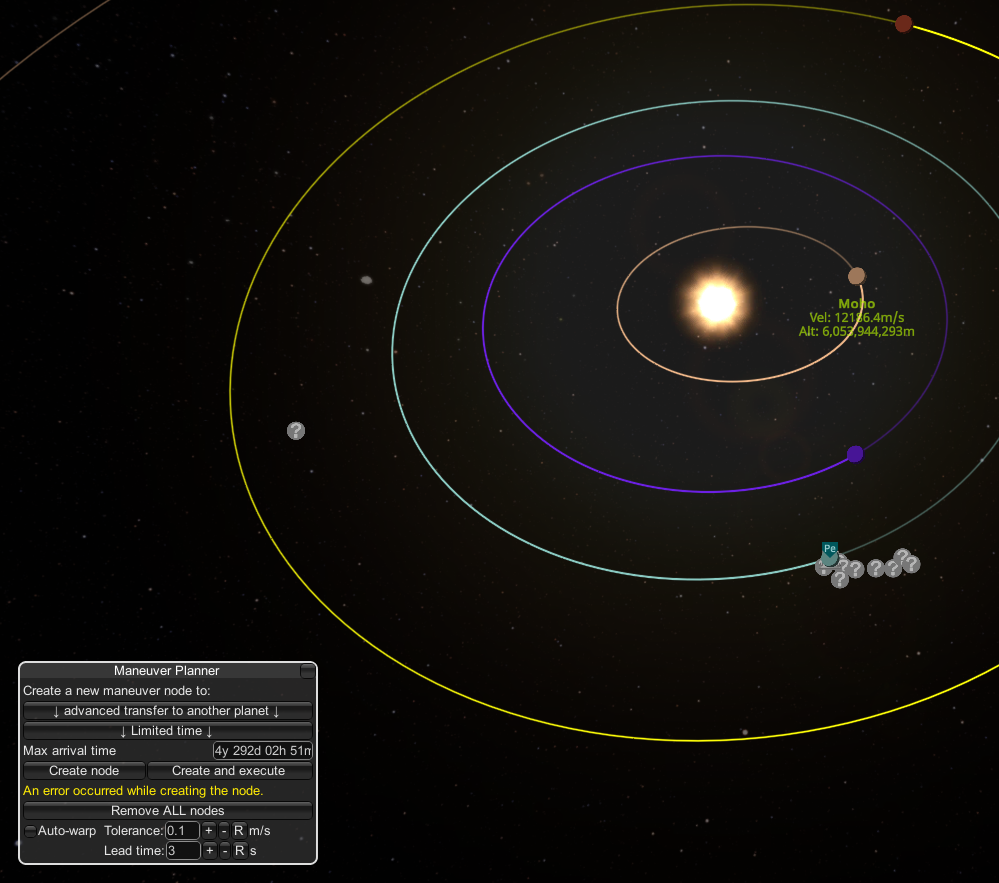 Moho
Vel: 12186.4m/s
Alt: 6,053,944,293m
?
Pe
? ? ? ? ? ? ? ? ?
Maneuver Planner
Create a new maneuver node to:
↓ advanced transfer to another planet ↓
↓ Limited time ↓
Max arrival time 4y 292d 02h 51m
Create node Create and execute
An error occurred while creating the node.
Remove ALL nodes
Auto-warp Tolerance: 0.1 + - R m/s
Lead time: 3 + - R s